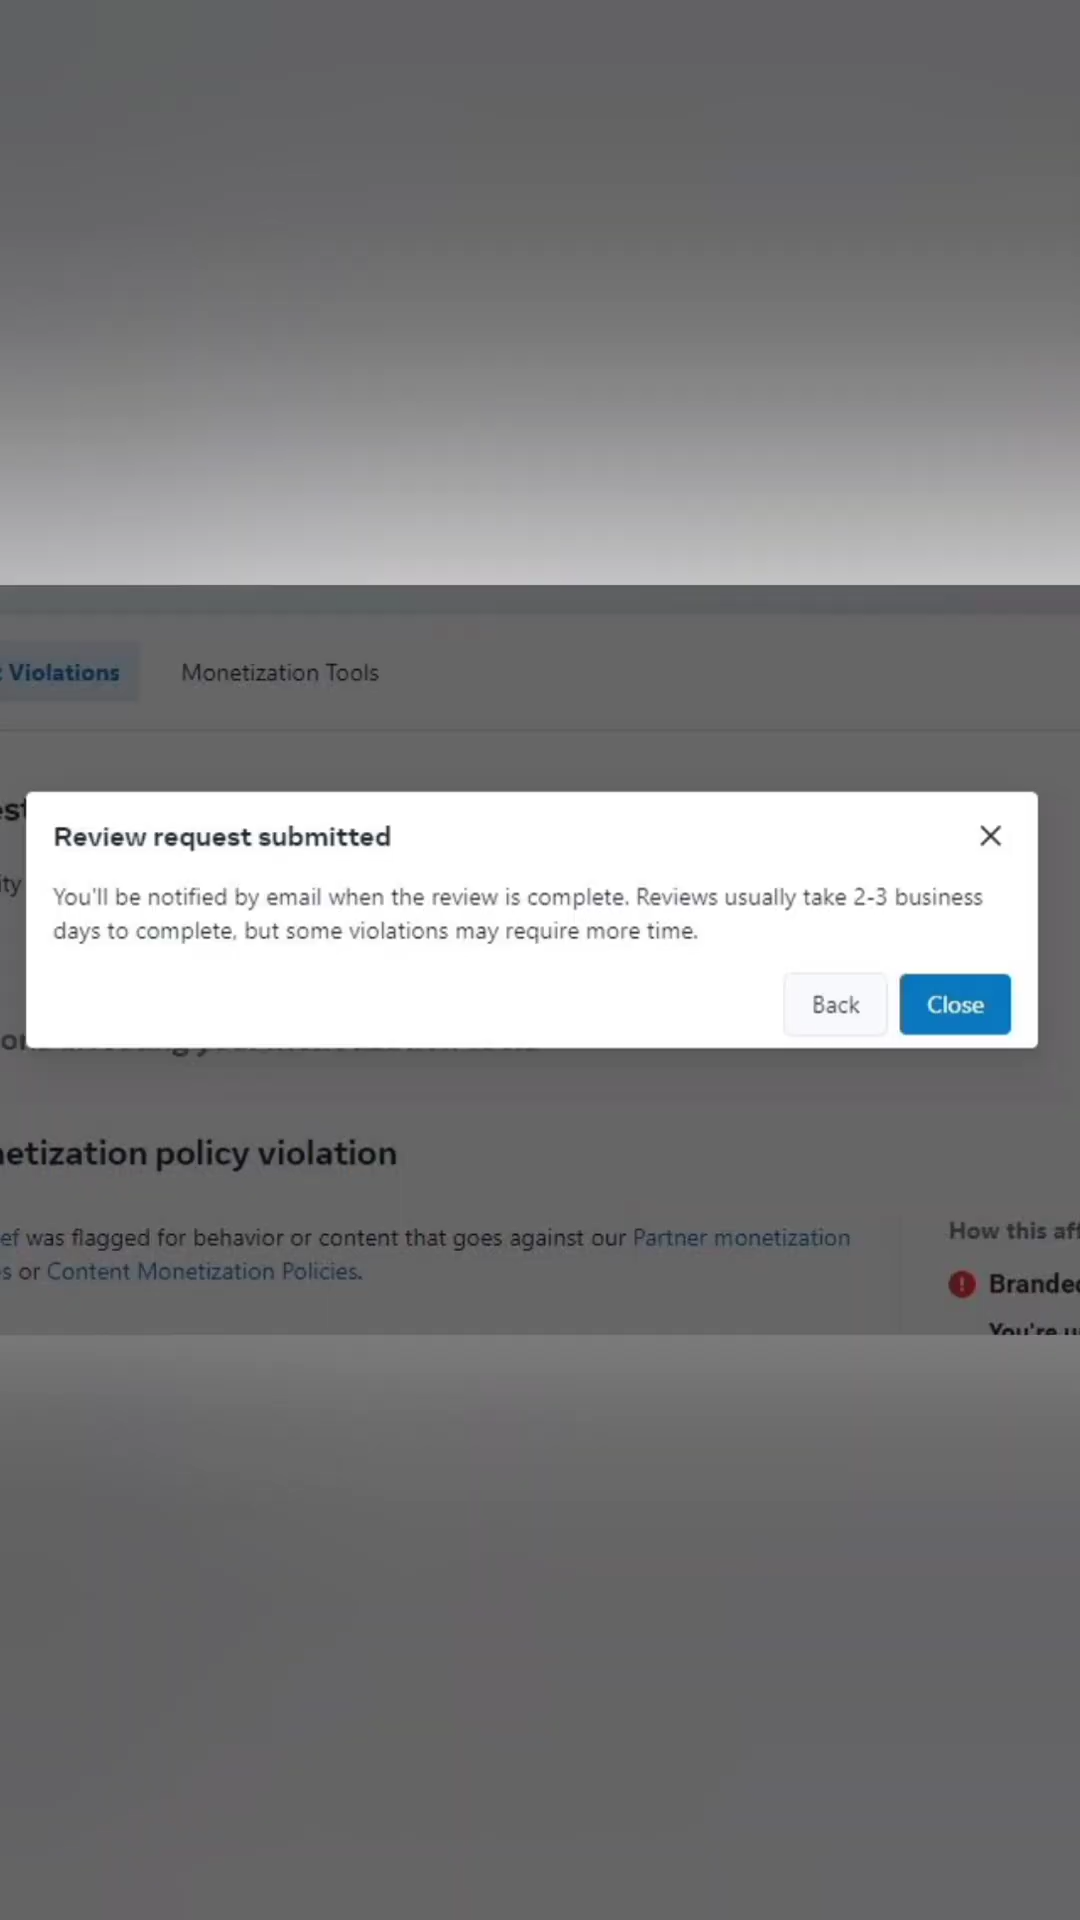 Violations Monetization Tools
Review request submitted
You'll be notified by email when the review is complete. Reviews usually take 2-3 business
days to complete, but some violations may require more time.
Back Close
netization policy violation
How this aff
ef was flagged for behavior or content that goes against our Partner monetization
s or Content Monetization Policies.
Branded
You're u